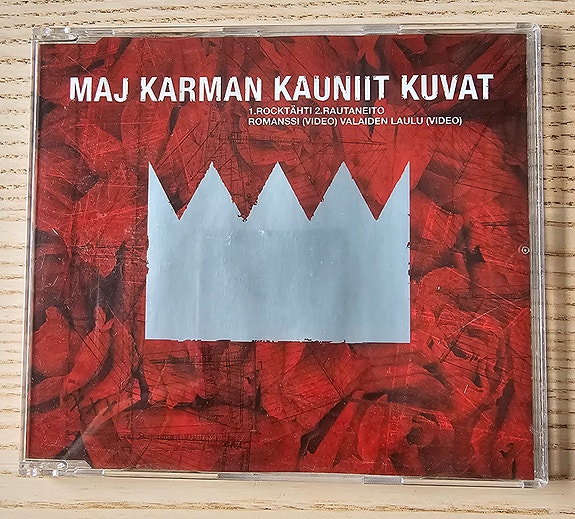 MAJ KARMAN KAUNIIT KUVAT
1.ROCKTÄHTI 2.RAUTANEITO
ROMANSSI (VIDEO) VALAIDEN LAULU (VIDEO)